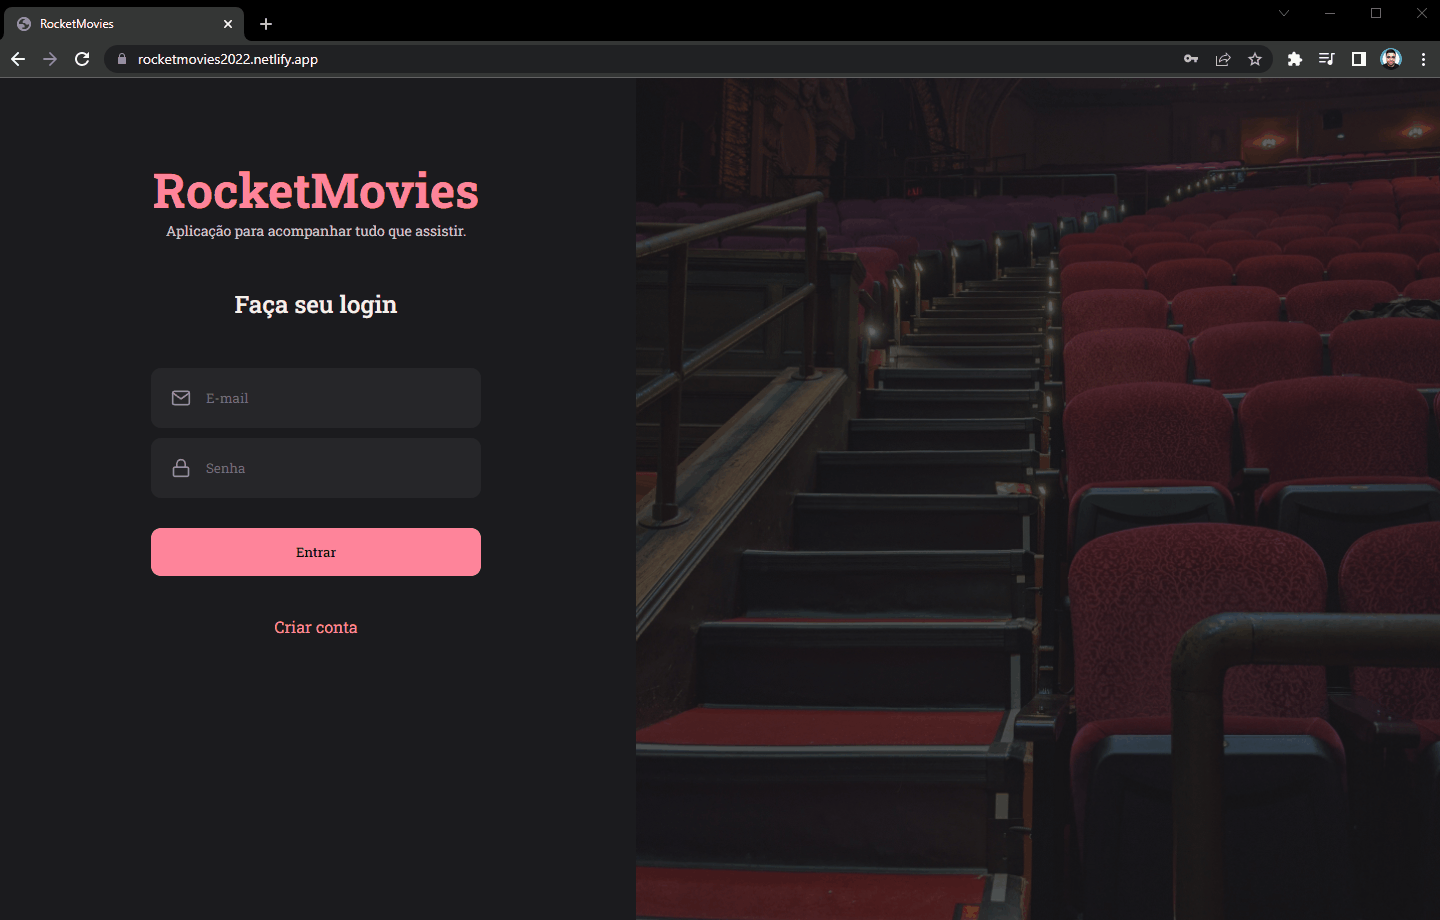 RocketMovies
rocketmovies2022.netlify.app
RocketMovies
Aplicação para acompanhar tudo que assistir.
Faça seu login
E-mail
Senha
Entrar
Criar conta